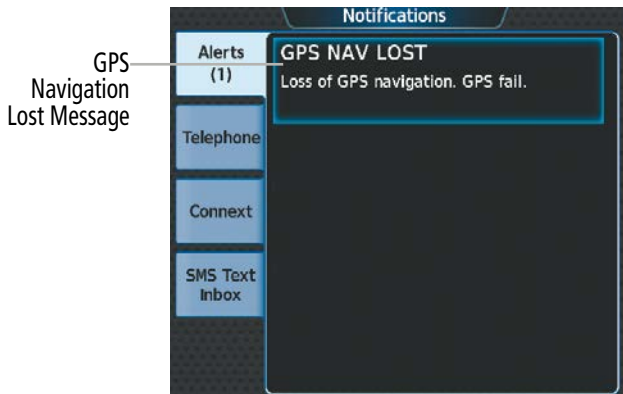 Notifications
GPS
Navigation
Lost Message
Alerts
(1)
GPS NAV LOST
Loss of GPS navigation. GPS fail.
Telephone
Connext
SMS Text
Inbox